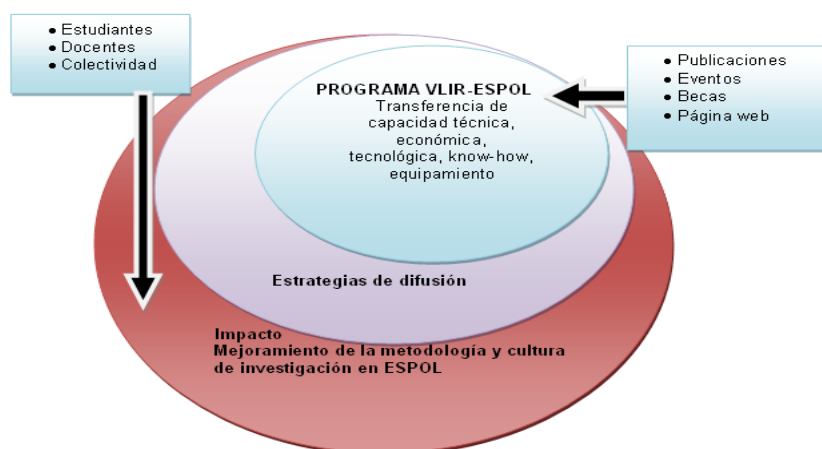 • Estudiantes
• Docentes
• Colectividad
• Publicaciones
• Eventos
• Becas
• Página web
PROGRAMA VLIR-ESPOL
Transferencia de
capacidad técnica,
económica,
tecnológica, know-how,
equipamiento
Estrategias de difusión
Impacto
Mejoramiento de la metodología y cultura
de investigación en ESPOL